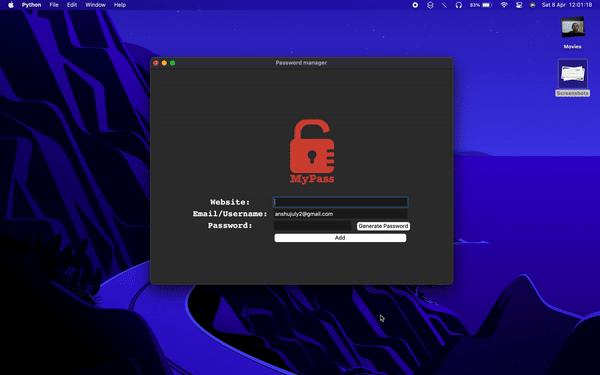 Python File Edit Window Help 83% Sat 8 Apr 12:01:18
Movies
Screenshots
Password manager
MyPass
Website:
Email/Username: anshujuly2@gmail.com
Password: Generate Password
Add